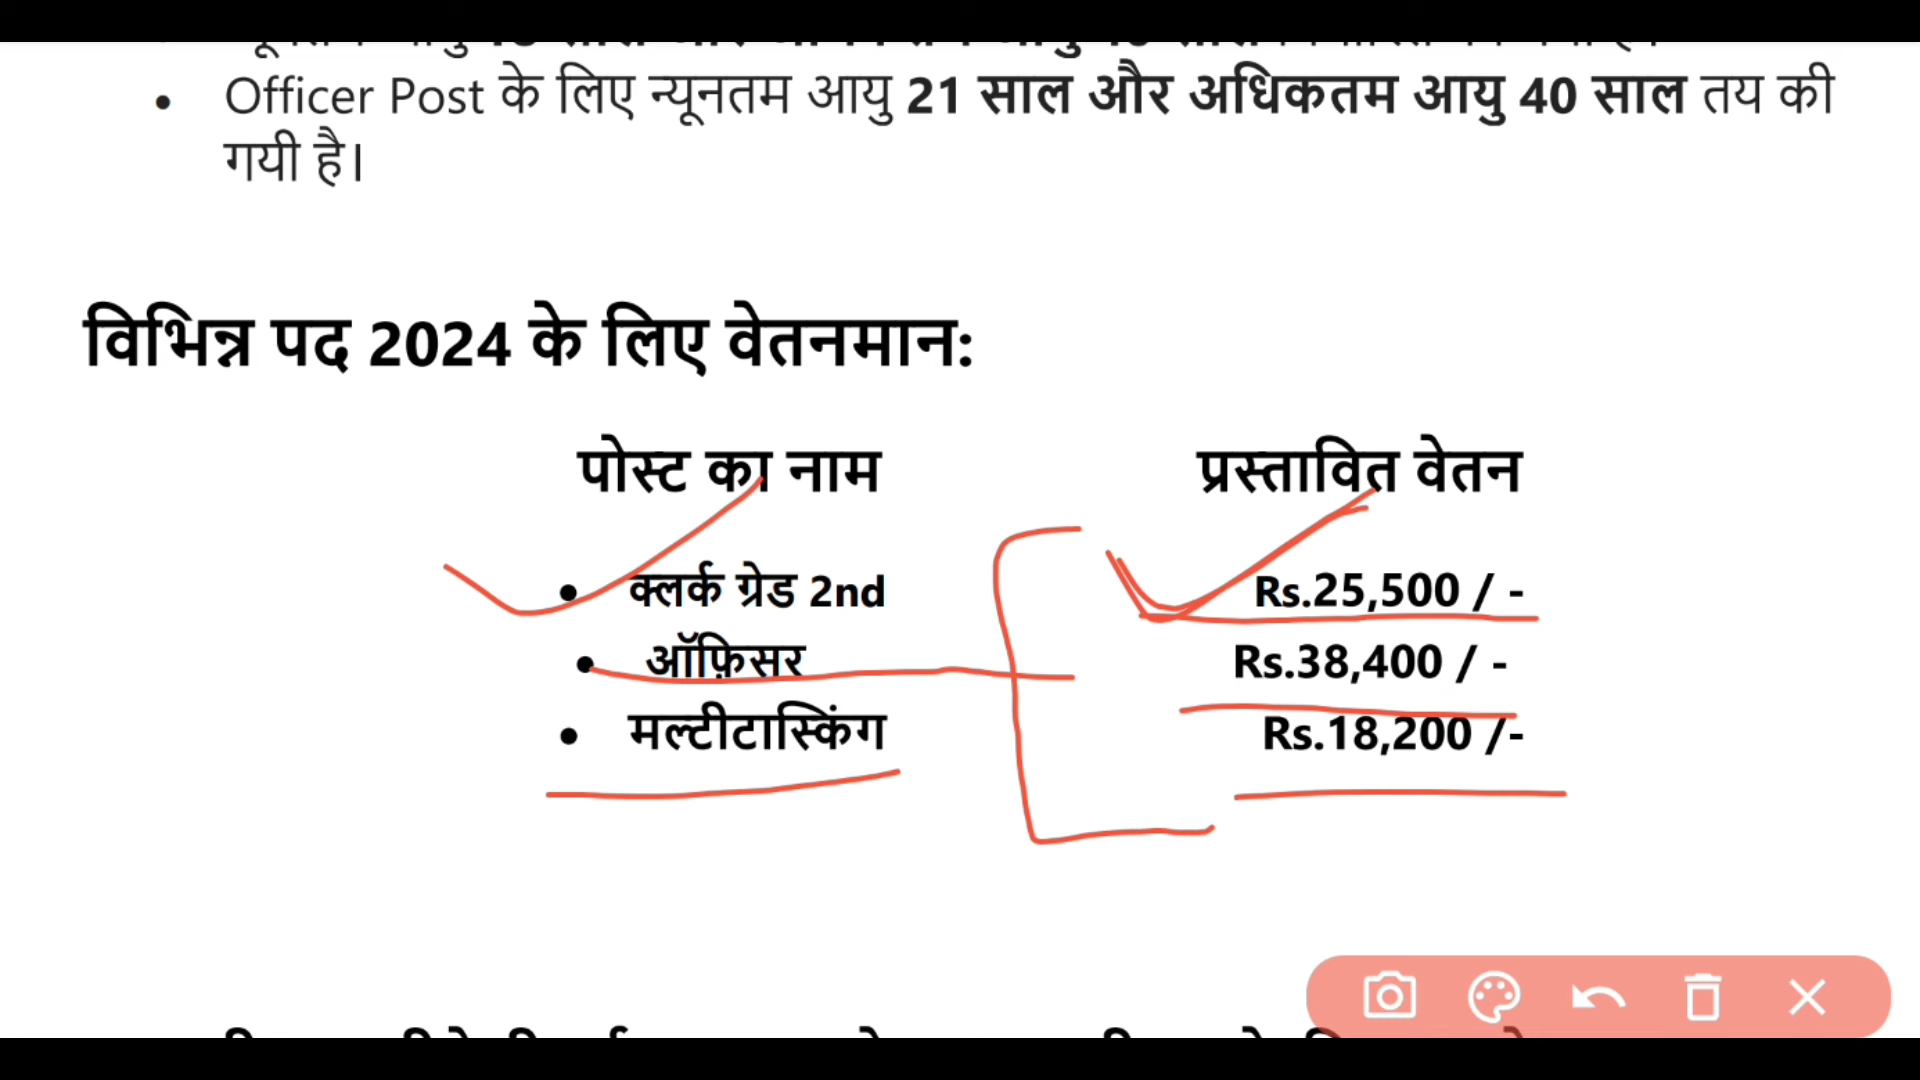 • Officer Post के लिए न्यूनतम आयु 21 साल और अधिकतम आयु 40 साल तय की
गयी है।
विभिन्न पद 2024 के लिए वेतनमान:
पोस्ट का नाम प्रस्तावित वेतन
• क्लर्क ग्रेड 2nd Rs.25,500 / -
• ऑफ़िसर Rs.38,400 / -
• मल्टीटास्किंग Rs.18,200 /-